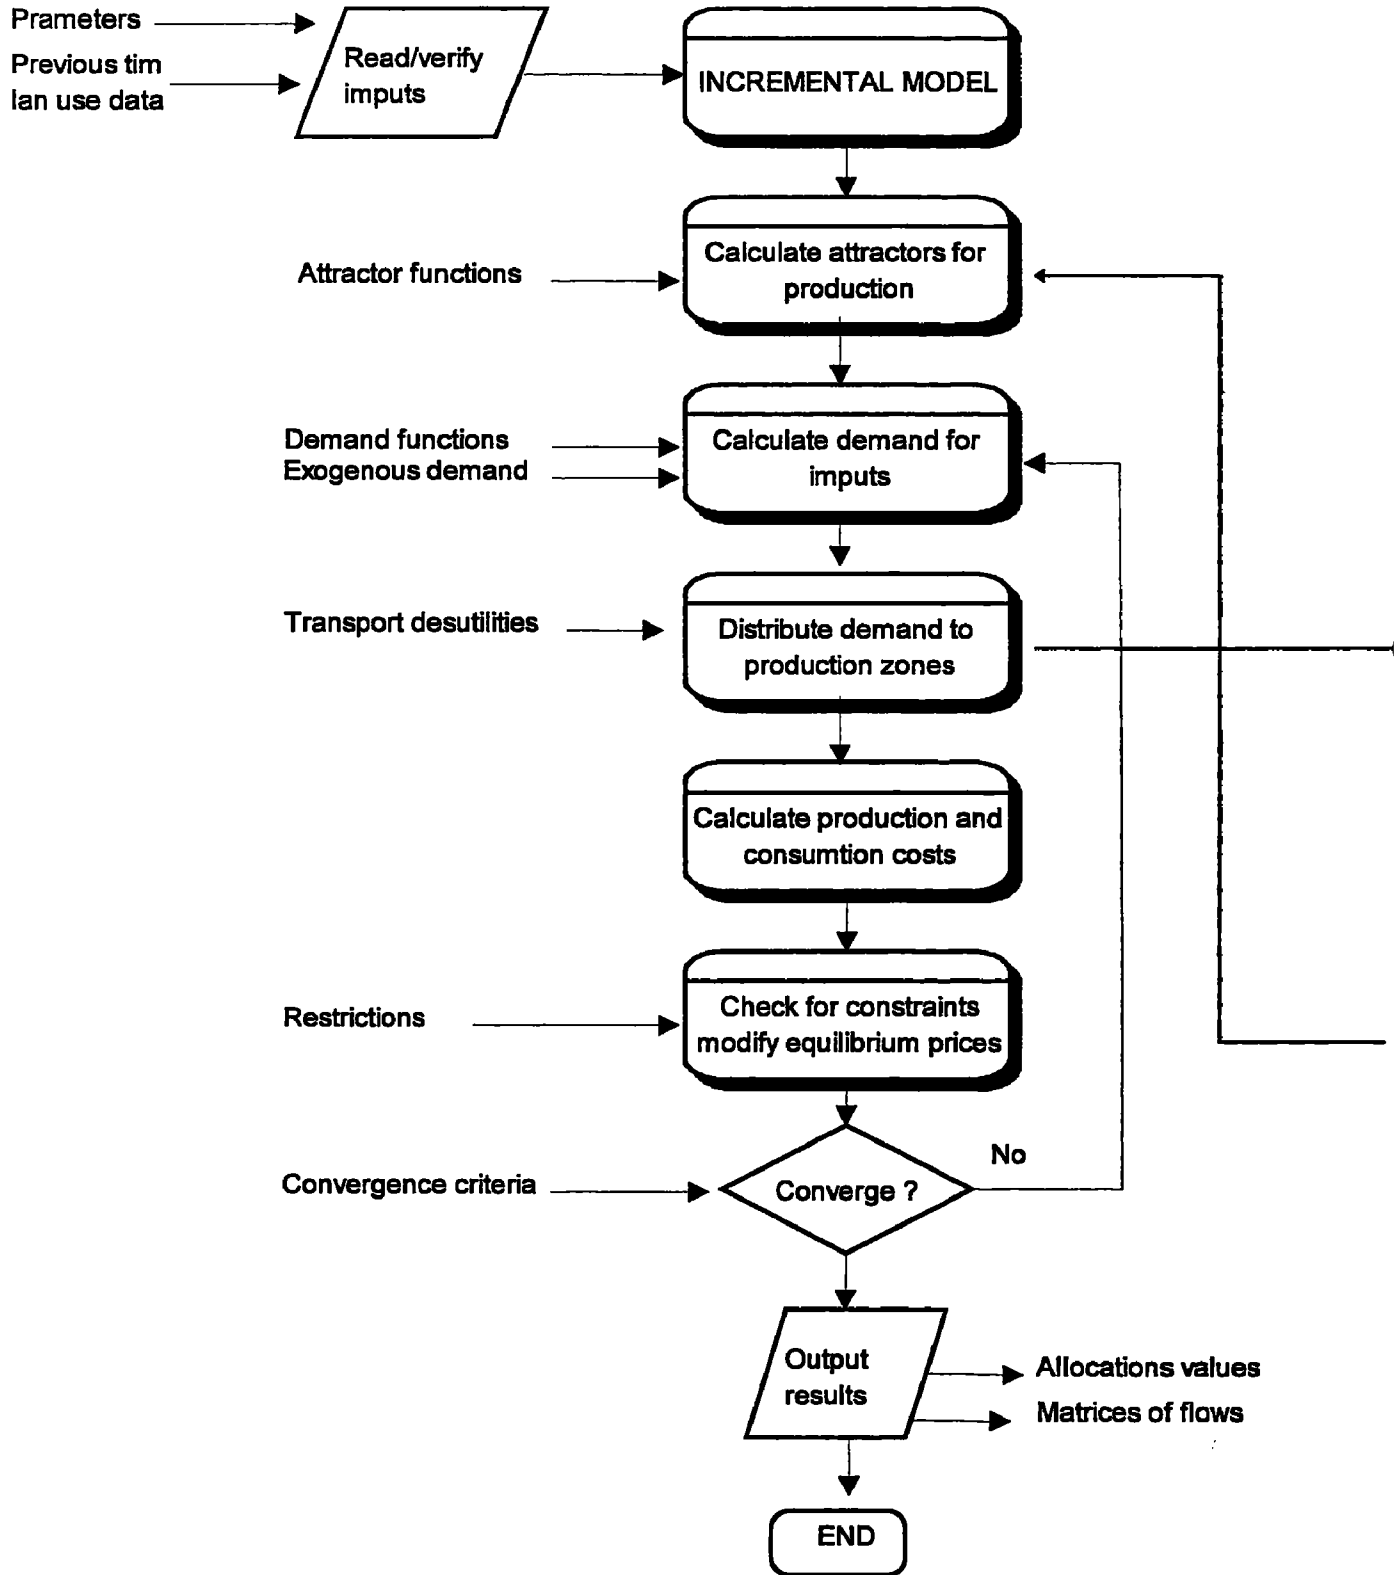 Prameters
Previous tim
lan use data
Read/verify
imputs
INCREMENTAL MODEL
Attractor functions
Calculate attractors for
production
Demand functions
Exogenous demand
Calculate demand for
imputs
Transport desutilities
Distribute demand to
production zones
Calculate production and
consumtion costs
Restrictions
Check for constraints
modify equilibrium prices
Convergence criteria
Converge ?
No
Output
results
Allocations values
Matrices of flows
END